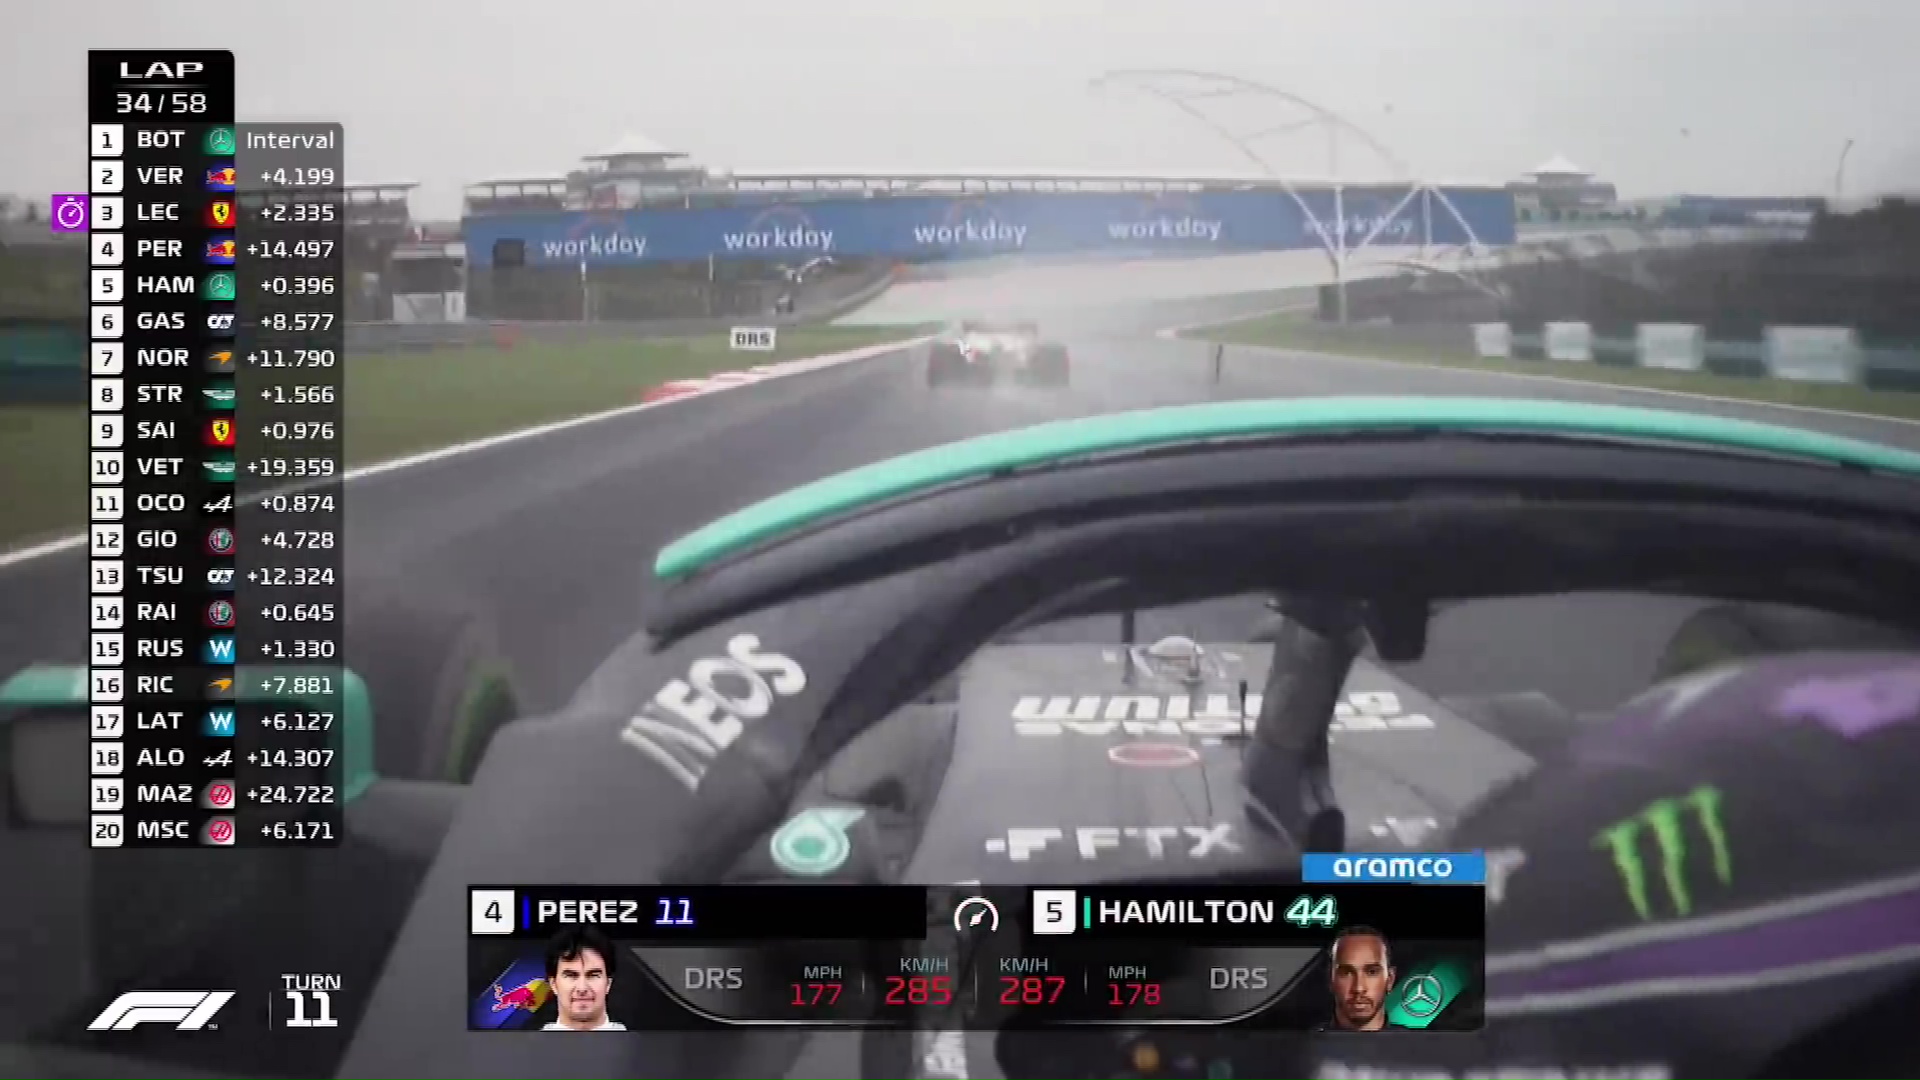 LAP
34/58
1 BOT Interval
2 VER +4.199
3 LEC +2.335
4 PER +14.497
5 HAM +0.396
6 GAS +8.577
7 NOR +11.790
8 STR +1.566
9 SAI +0.976
10 VET +19.359
11 OCO +0.874
12 GIO +4.728
13 TSU +12.324
14 RAI +0.645
15 RUS W +1.330
16 RIC +7.881
17 LAT W +6.127
18 ALO +14.307
19 MAZ +24.722
20 MSC +6.171
workday workday workday workday workday
DRS
INEOS
FTX
aramco
4 PEREZ 11
5 HAMILTON 44
DRS MPH 177 KM/H 285 KM/H 287 MPH 178 DRS
F1 TURN 11